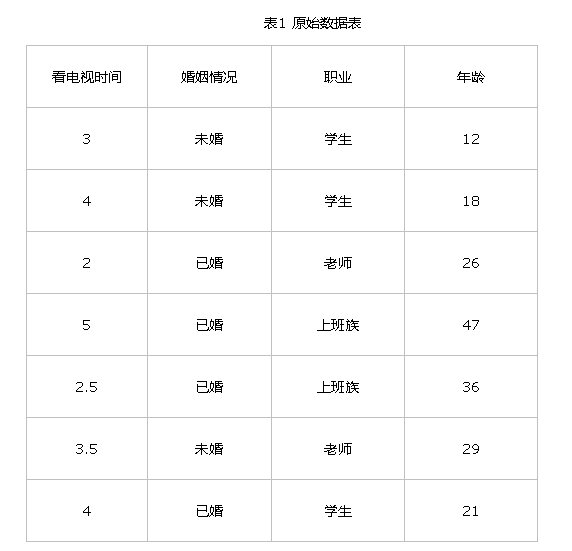 表1 原始数据表
看电视时间 婚姻情况 职业 年龄
3 未婚 学生 12
4 未婚 学生 18
2 已婚 老师 26
5 已婚 上班族 47
2.5 已婚 上班族 36
3.5 未婚 老师 29
4 已婚 学生 21